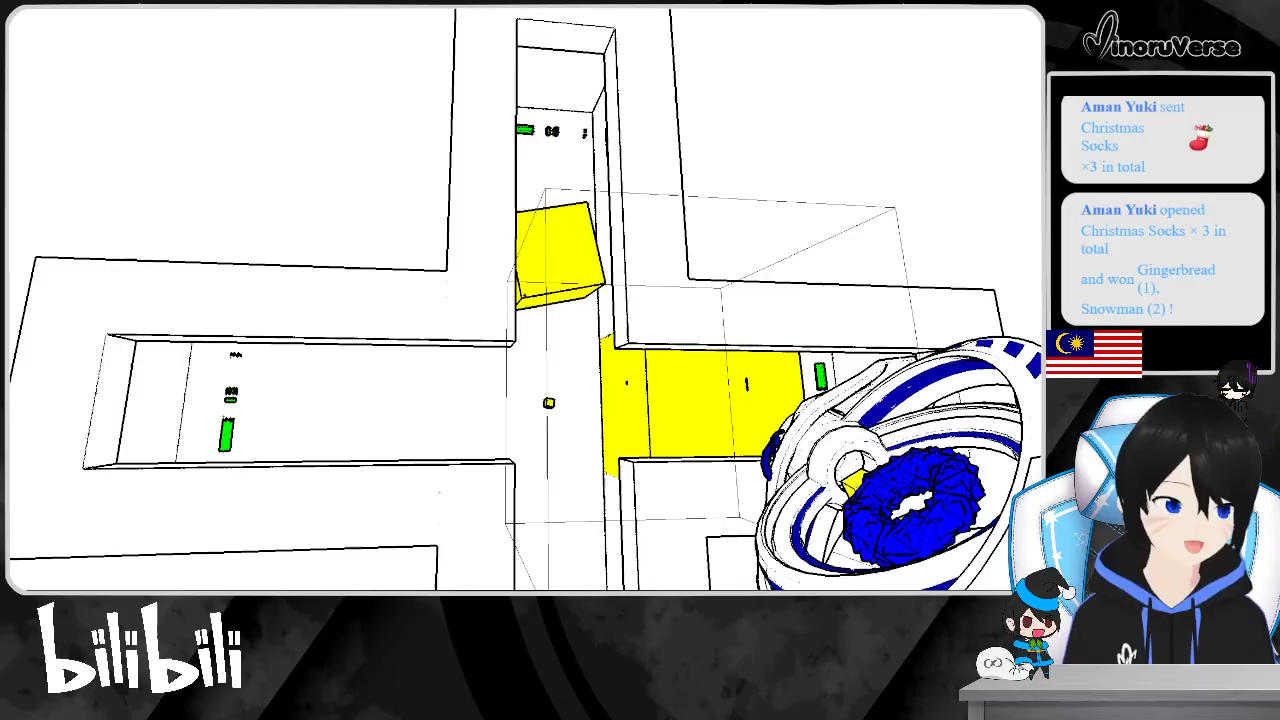 MinoruVerse
Aman Yuki sent
Christmas
Socks
×3 in total
Aman Yuki opened
Christmas Socks × 3 in
total
and won Gingerbread
(1),
Snowman (2) !
bilibili